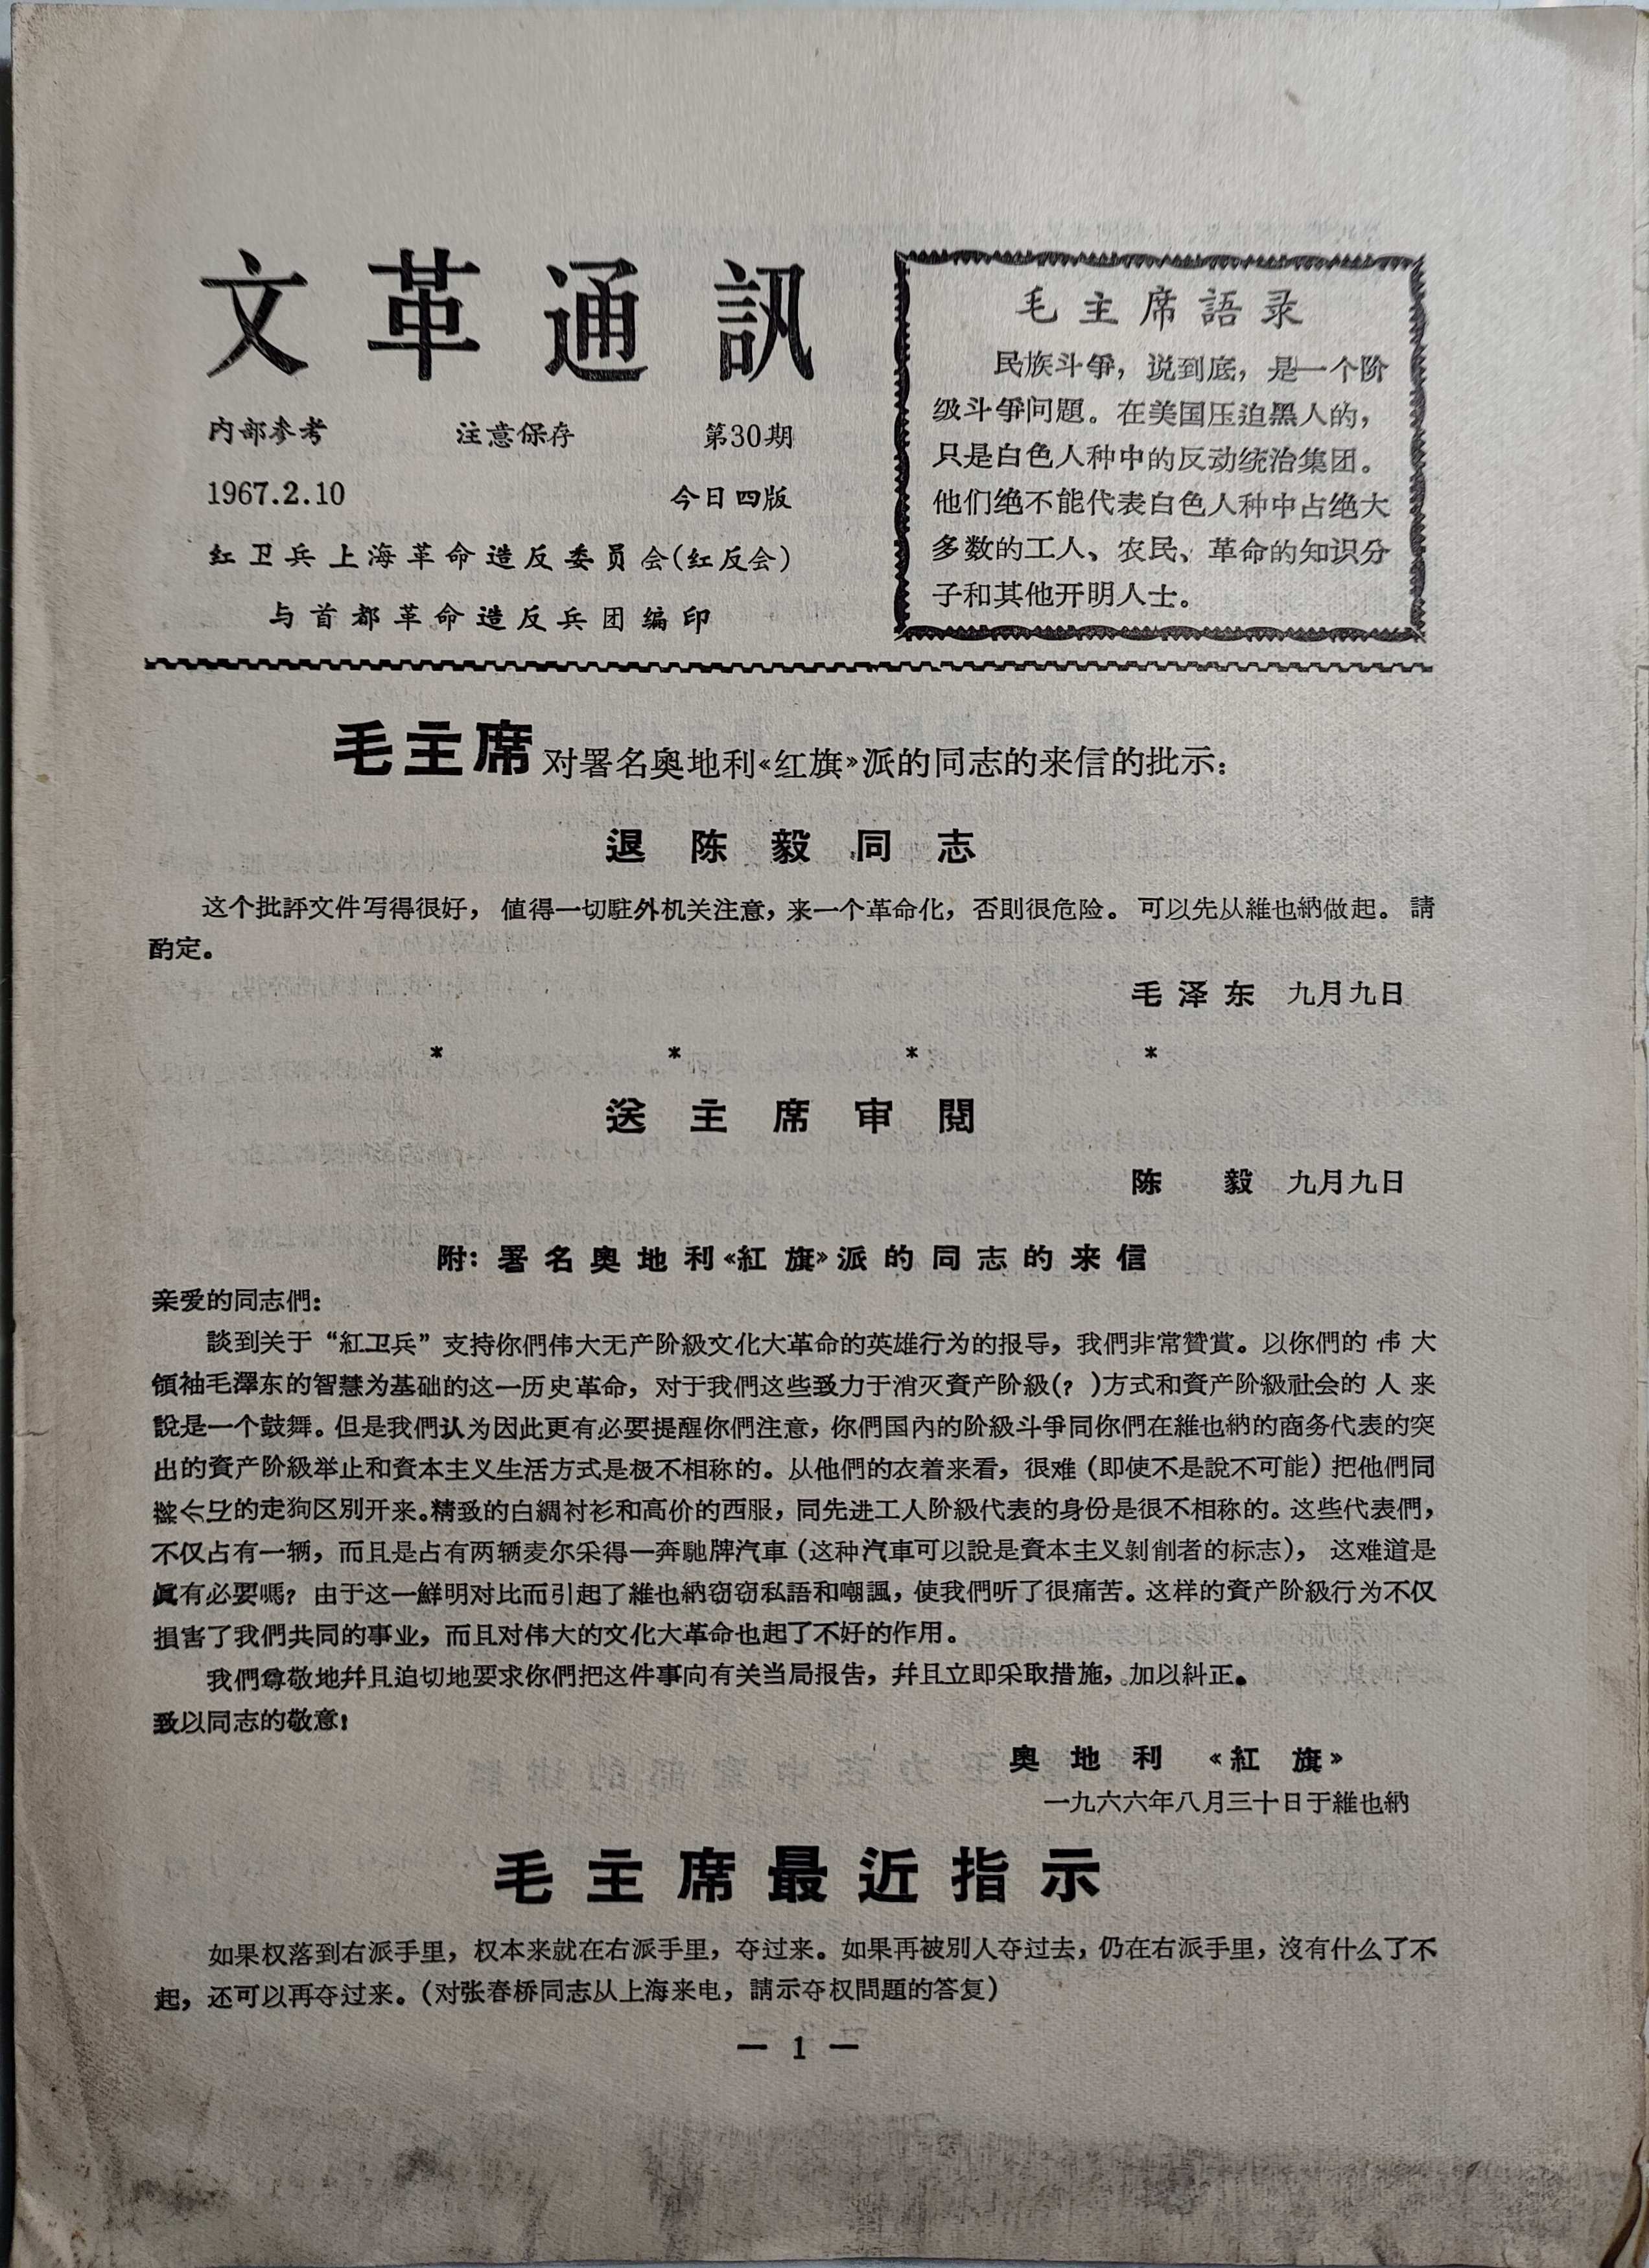 文革通訊
内部参考 注意保存 第30期
1967.2.10 今日四版
红卫兵上海革命造反委员会(红反会)
与首都革命造反兵团编印
毛主席語录
民族斗爭，说到底，是一个阶
级斗爭问題。在美国压迫黑人的，
只是白色人种中的反动统治集团。
他们绝不能代表白色人种中占绝大
多数的工人、农民、革命的知识分
子和其他开明人士。
毛主席对署名奥地利《红旗》派的同志的来信的批示：
退陈毅同志
这个批評文件写得很好，值得一切駐外机关注意，来一个革命化，否則很危险。可以先从維也納做起。請
酌定。
毛泽东 九月九日
* * * *
送主席审閱
陈 毅 九月九日
附：署名奥地利《紅旗》派的同志的来信
亲爱的同志們：
談到关于“紅卫兵”支持你們伟大无产阶級文化大革命的英雄行为的报导，我們非常贊賞。以你們的伟大
領袖毛澤东的智慧为基础的这一历史革命，对于我們这些致力于消灭資产阶級(？)方式和資产阶級社会的人来
說是一个鼓舞。但是我們认为因此更有必要提醒你們注意，你們国内的阶級斗爭同你們在維也納的商务代表的突
出的資产阶級举止和資本主义生活方式是极不相称的。从他們的衣着来看，很难（即使不是說不可能）把他們同
的走狗区別开来。精致的白綢衬衫和高价的西服，同先进工人阶級代表的身份是很不相称的。这些代表們，
不仅占有一辆，而且是占有两辆麦尔采得一奔馳牌汽車（这种汽車可以說是資本主义剝削者的标志），这难道是
眞有必要嗎？由于这一鮮明对比而引起了維也納窃窃私語和嘲諷，使我們听了很痛苦。这样的資产阶級行为不仅
損害了我們共同的事业，而且对伟大的文化大革命也起了不好的作用。
我們尊敬地幷且迫切地要求你們把这件事向有关当局报告，幷且立即采取措施，加以糾正。
致以同志的敬意！
奥地利 《紅旗》
一九六六年八月三十日于維也納
毛主席最近指示
如果权落到右派手里，权本来就在右派手里，夺过来。如果再被別人夺过去，仍在右派手里，沒有什么了不
起，还可以再夺过来。（对张春桥同志从上海来电，請示夺权問題的答复）
— 1 —